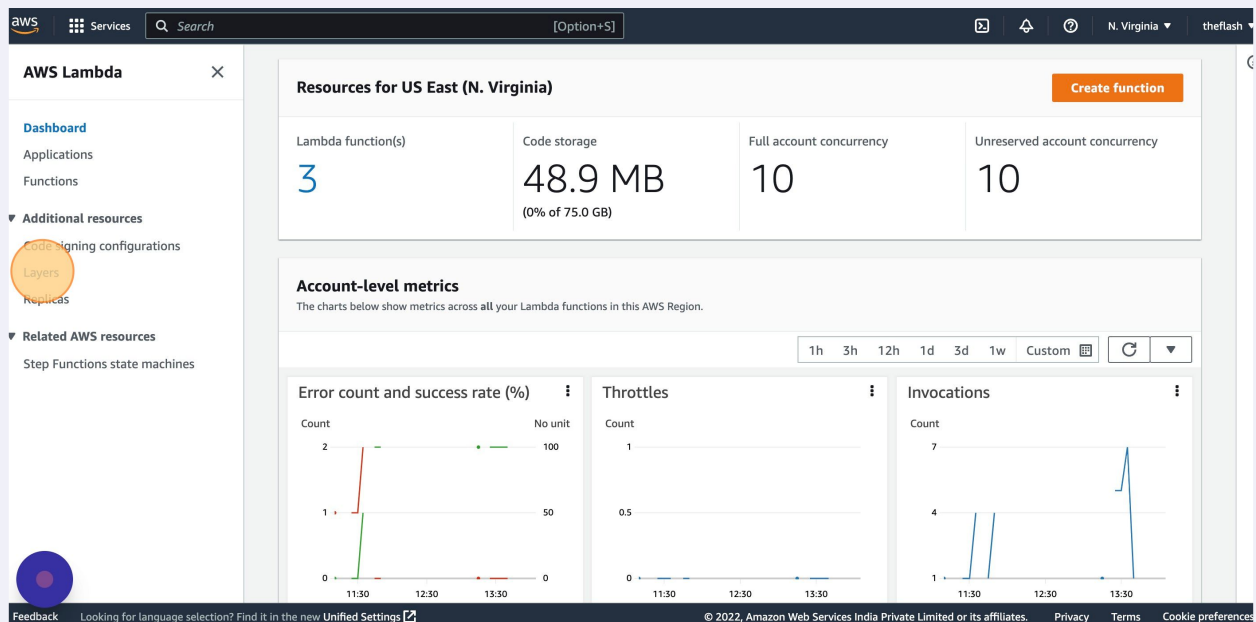 aws
Services
Search
[Option+S]
N. Virginia
theflash
AWS Lambda
Dashboard
Applications
Functions
Additional resources
Code signing configurations
Layers
Replicas
Related AWS resources
Step Functions state machines
Resources for US East (N. Virginia)
Create function
Lambda function(s)
3
Code storage
48.9 MB
(0% of 75.0 GB)
Full account concurrency
10
Unreserved account concurrency
10
Account-level metrics
The charts below show metrics across all your Lambda functions in this AWS Region.
1h 3h 12h 1d 3d 1w Custom
Error count and success rate (%)
Count No unit
2 100
1 50
0 0
11:30 12:30 13:30
Throttles
Count
1
0.5
0
11:30 12:30 13:30
Invocations
Count
7
4
1
11:30 12:30 13:30
Feedback Looking for language selection? Find it in the new Unified Settings © 2022, Amazon Web Services India Private Limited or its affiliates. Privacy Terms Cookie preferences